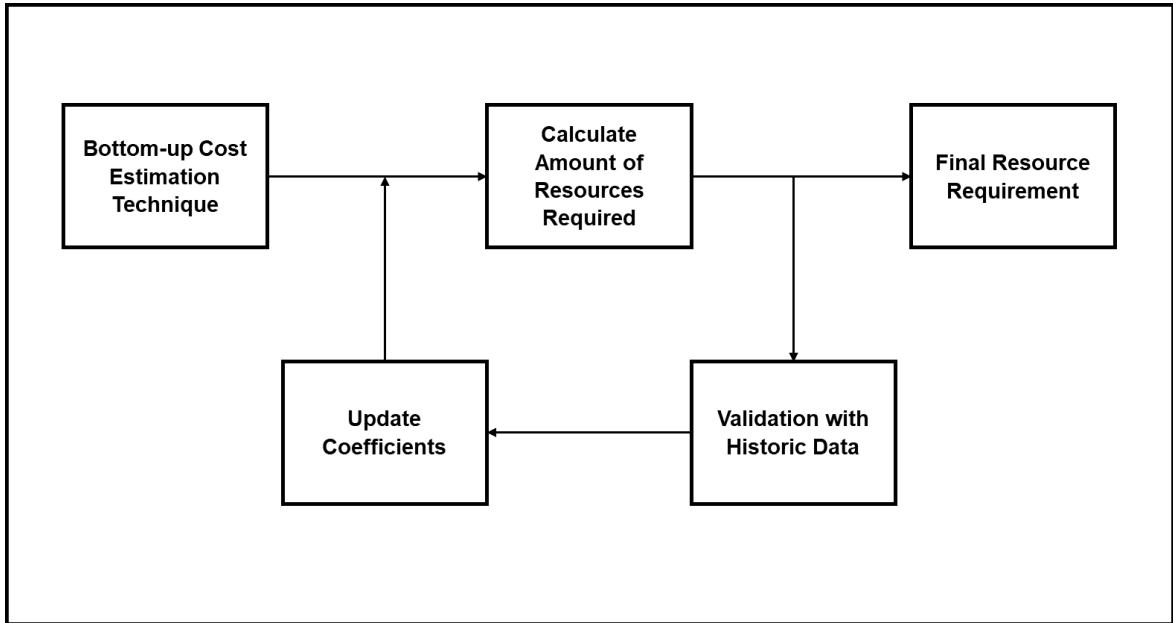 Bottom-up Cost
Estimation
Technique
Calculate
Amount of
Resources
Required
Final Resource
Requirement
Update
Coefficients
Validation with
Historic Data